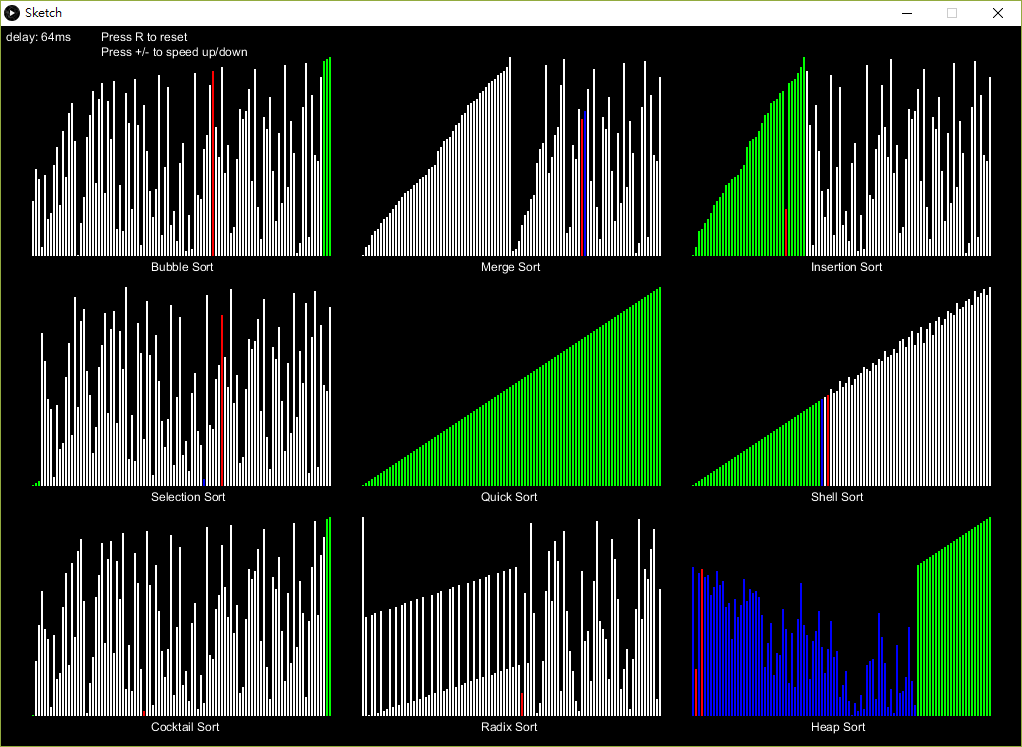 Sketch
delay: 64ms
Press R to reset
Press +/- to speed up/down
Bubble Sort
Merge Sort
Insertion Sort
Selection Sort
Quick Sort
Shell Sort
Cocktail Sort
Radix Sort
Heap Sort